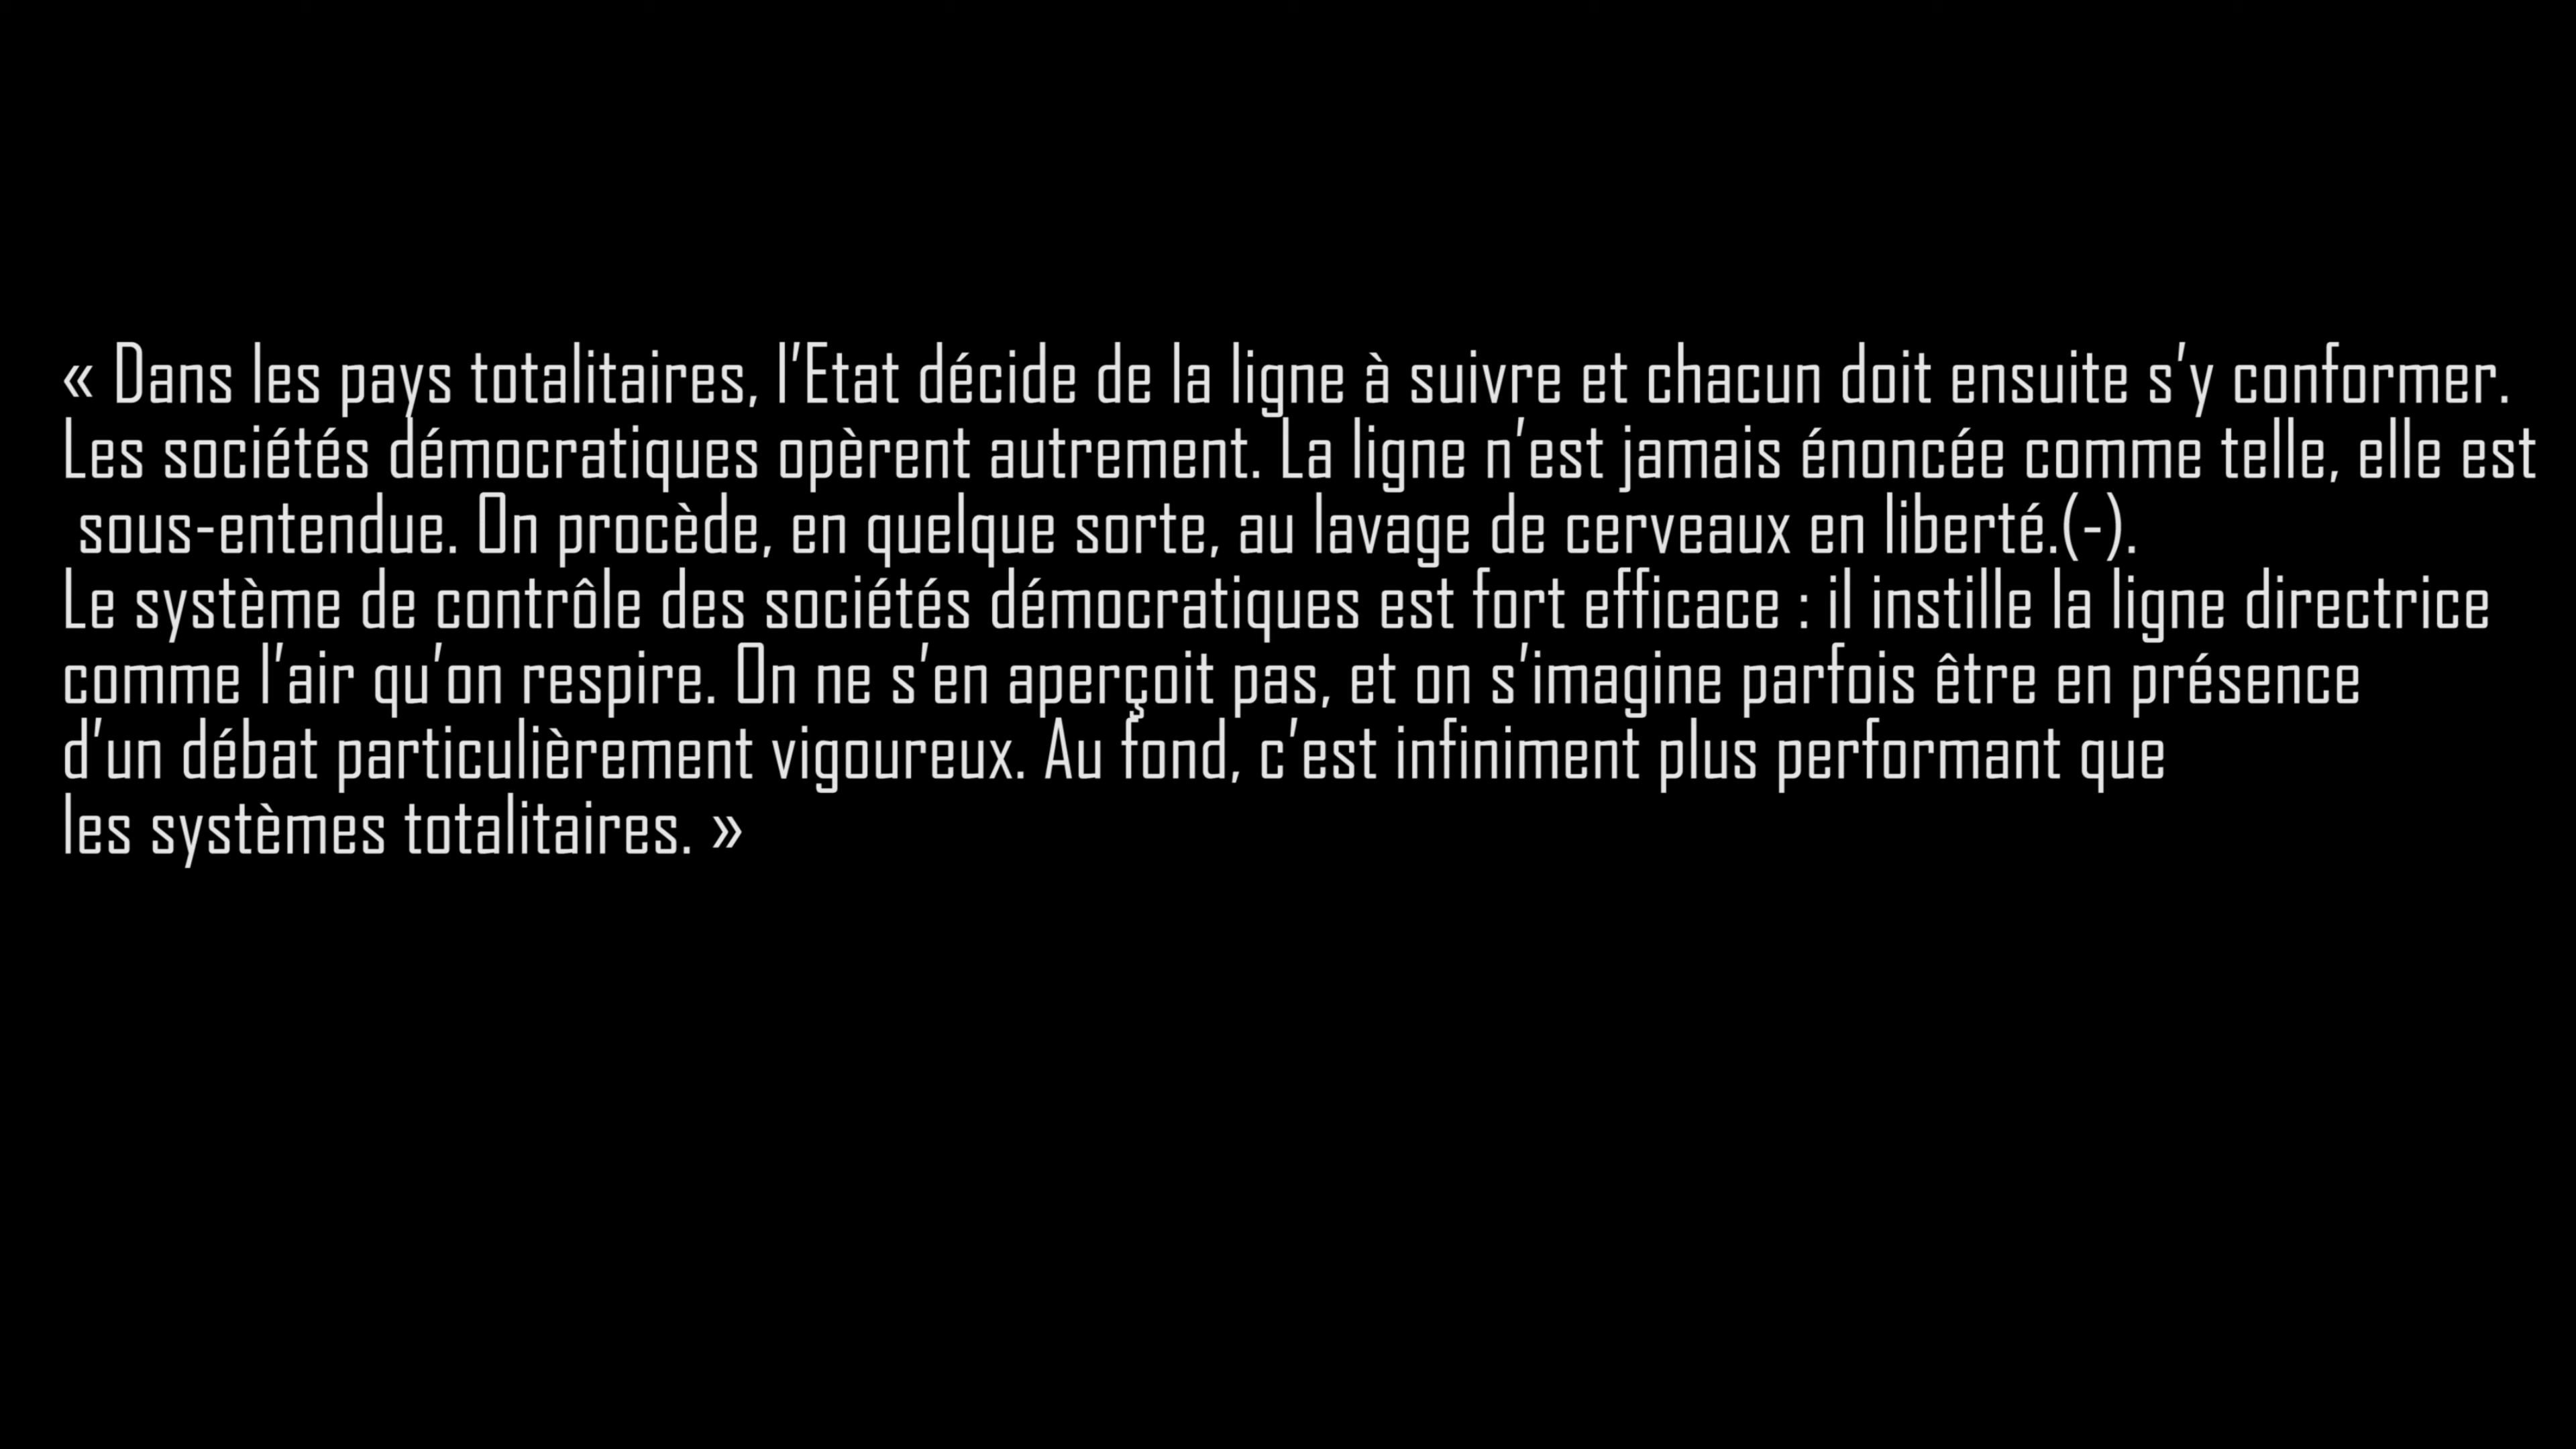 « Dans les pays totalitaires, l’Etat décide de la ligne à suivre et chacun doit ensuite s’y conformer.
Les sociétés démocratiques opèrent autrement. La ligne n’est jamais énoncée comme telle, elle est
sous-entendue. On procède, en quelque sorte, au lavage de cerveaux en liberté.(-).
Le système de contrôle des sociétés démocratiques est fort efficace : il instille la ligne directrice
comme l’air qu’on respire. On ne s’en aperçoit pas, et on s’imagine parfois être en présence
d’un débat particulièrement vigoureux. Au fond, c’est infiniment plus performant que
les systèmes totalitaires. »